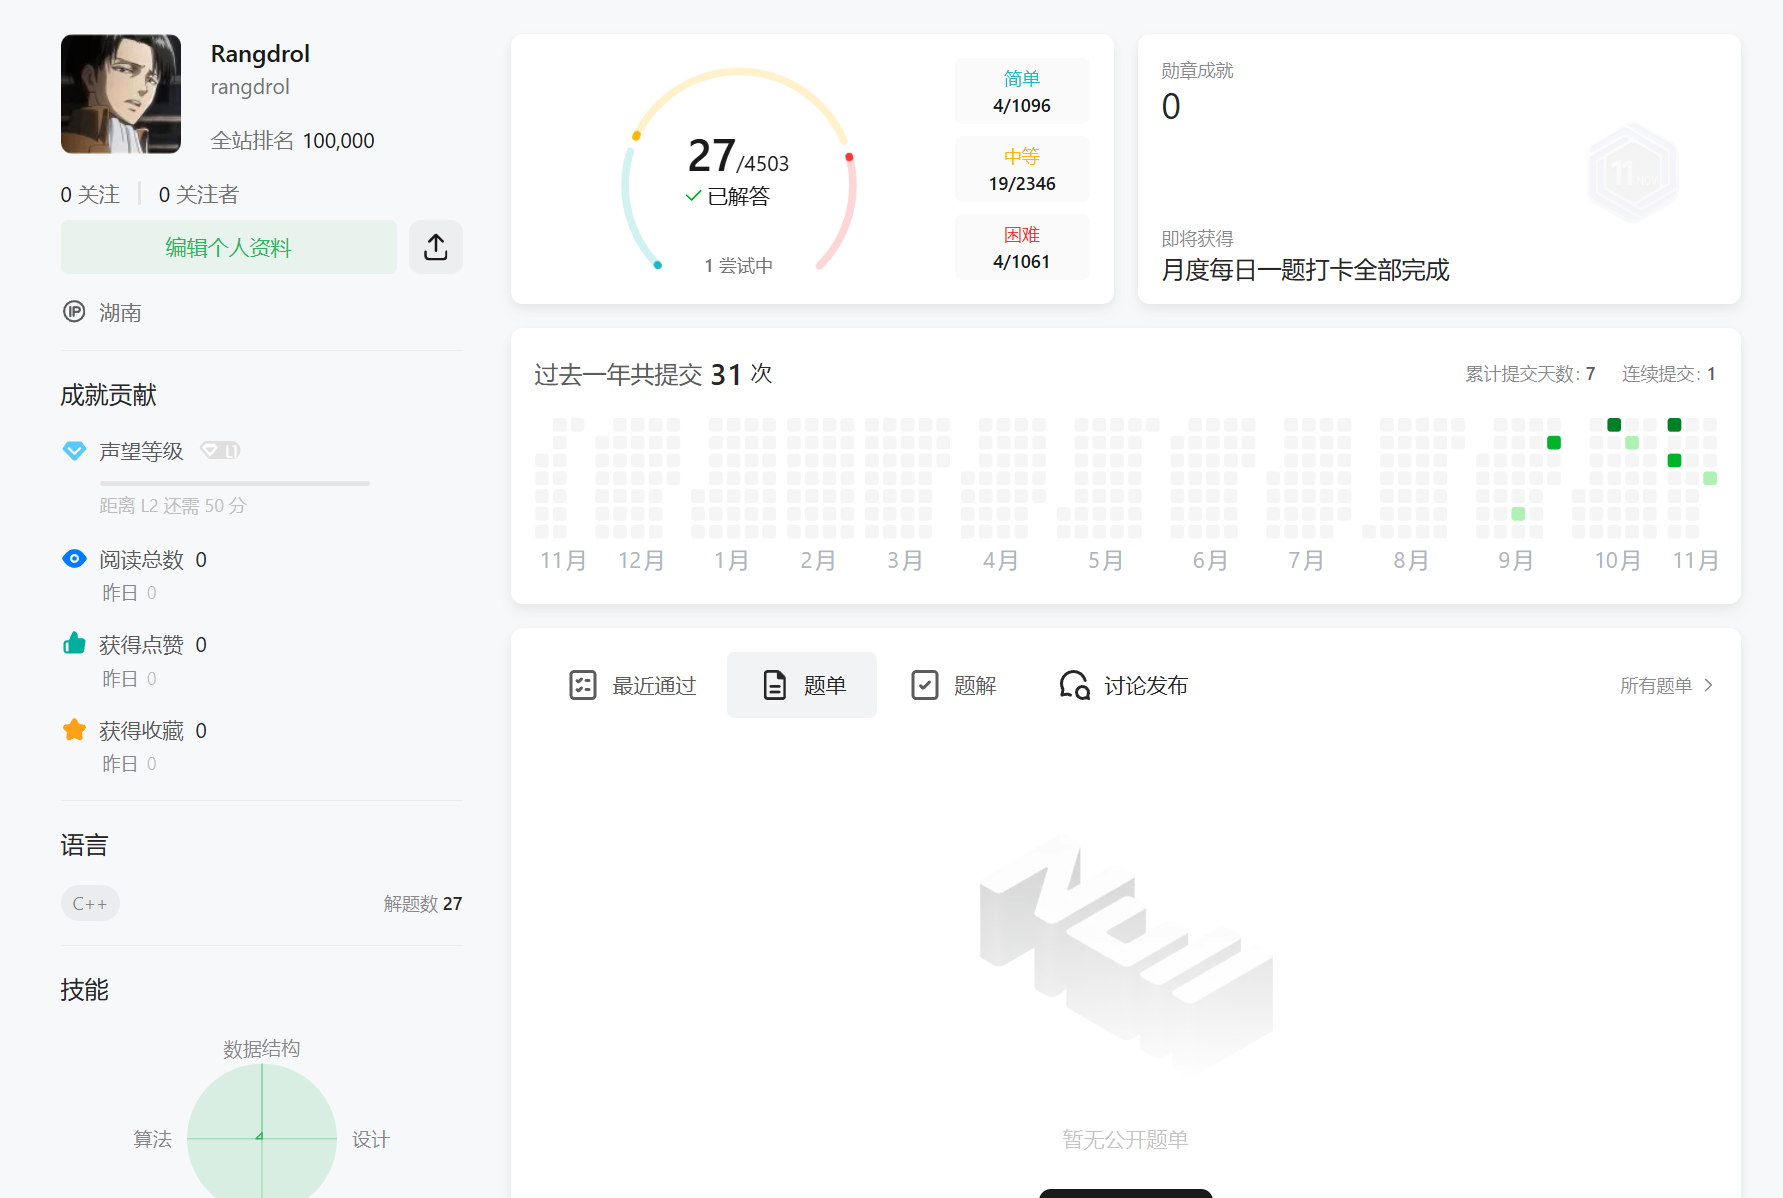 Rangdrol
rangdrol
全站排名 100,000
0 关注 0 关注者
编辑个人资料
IP 湖南
成就贡献
声望等级 L1
距离 L2 还需 50 分
阅读总数 0
昨日 0
获得点赞 0
昨日 0
获得收藏 0
昨日 0
语言
C++ 解题数 27
技能
数据结构
算法 设计
27/4503
已解答
1 尝试中
简单
4/1096
中等
19/2346
困难
4/1061
勋章成就
0
11
NOV
即将获得
月度每日一题打卡全部完成
过去一年共提交 31 次
累计提交天数: 7 连续提交: 1
11月 12月 1月 2月 3月 4月 5月 6月 7月 8月 9月 10月 11月
最近通过 题单 题解 讨论发布 所有题单
Null
暂无公开题单